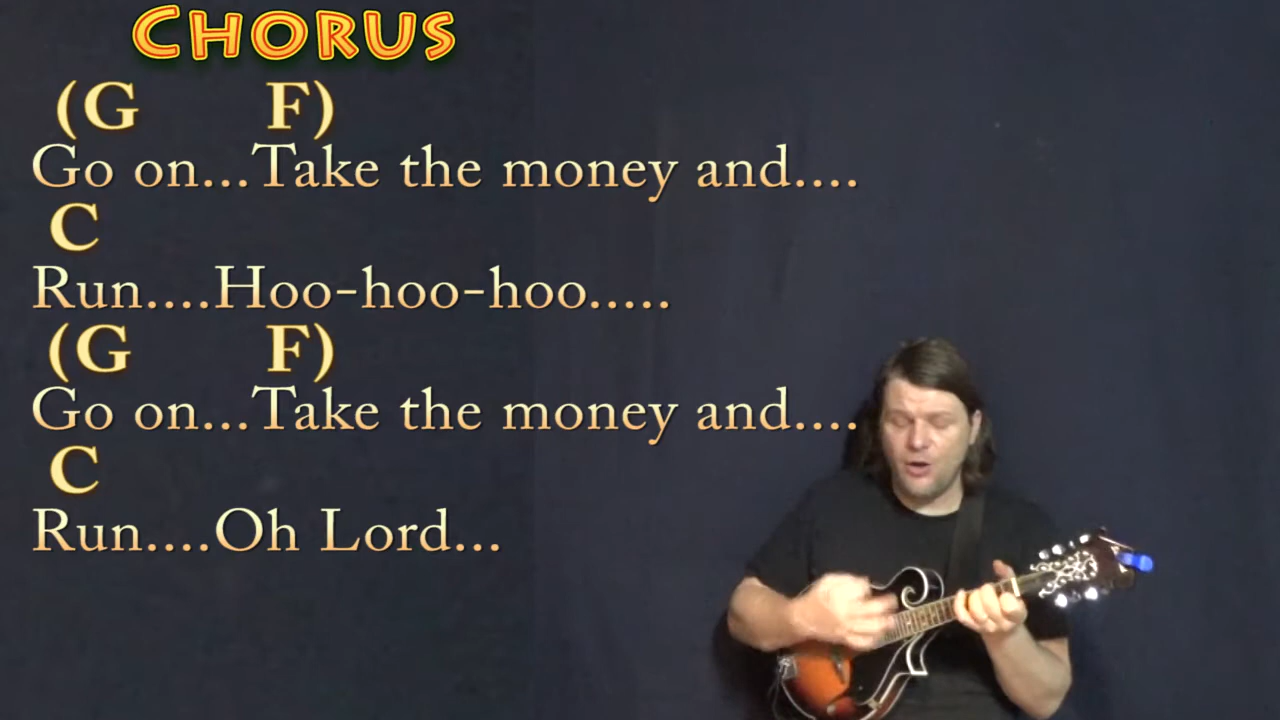 CHORUS
(G F)
Go on...Take the money and....
C
Run....Hoo-hoo-hoo.....
(G F)
Go on...Take the money and....
C
Run....Oh Lord...